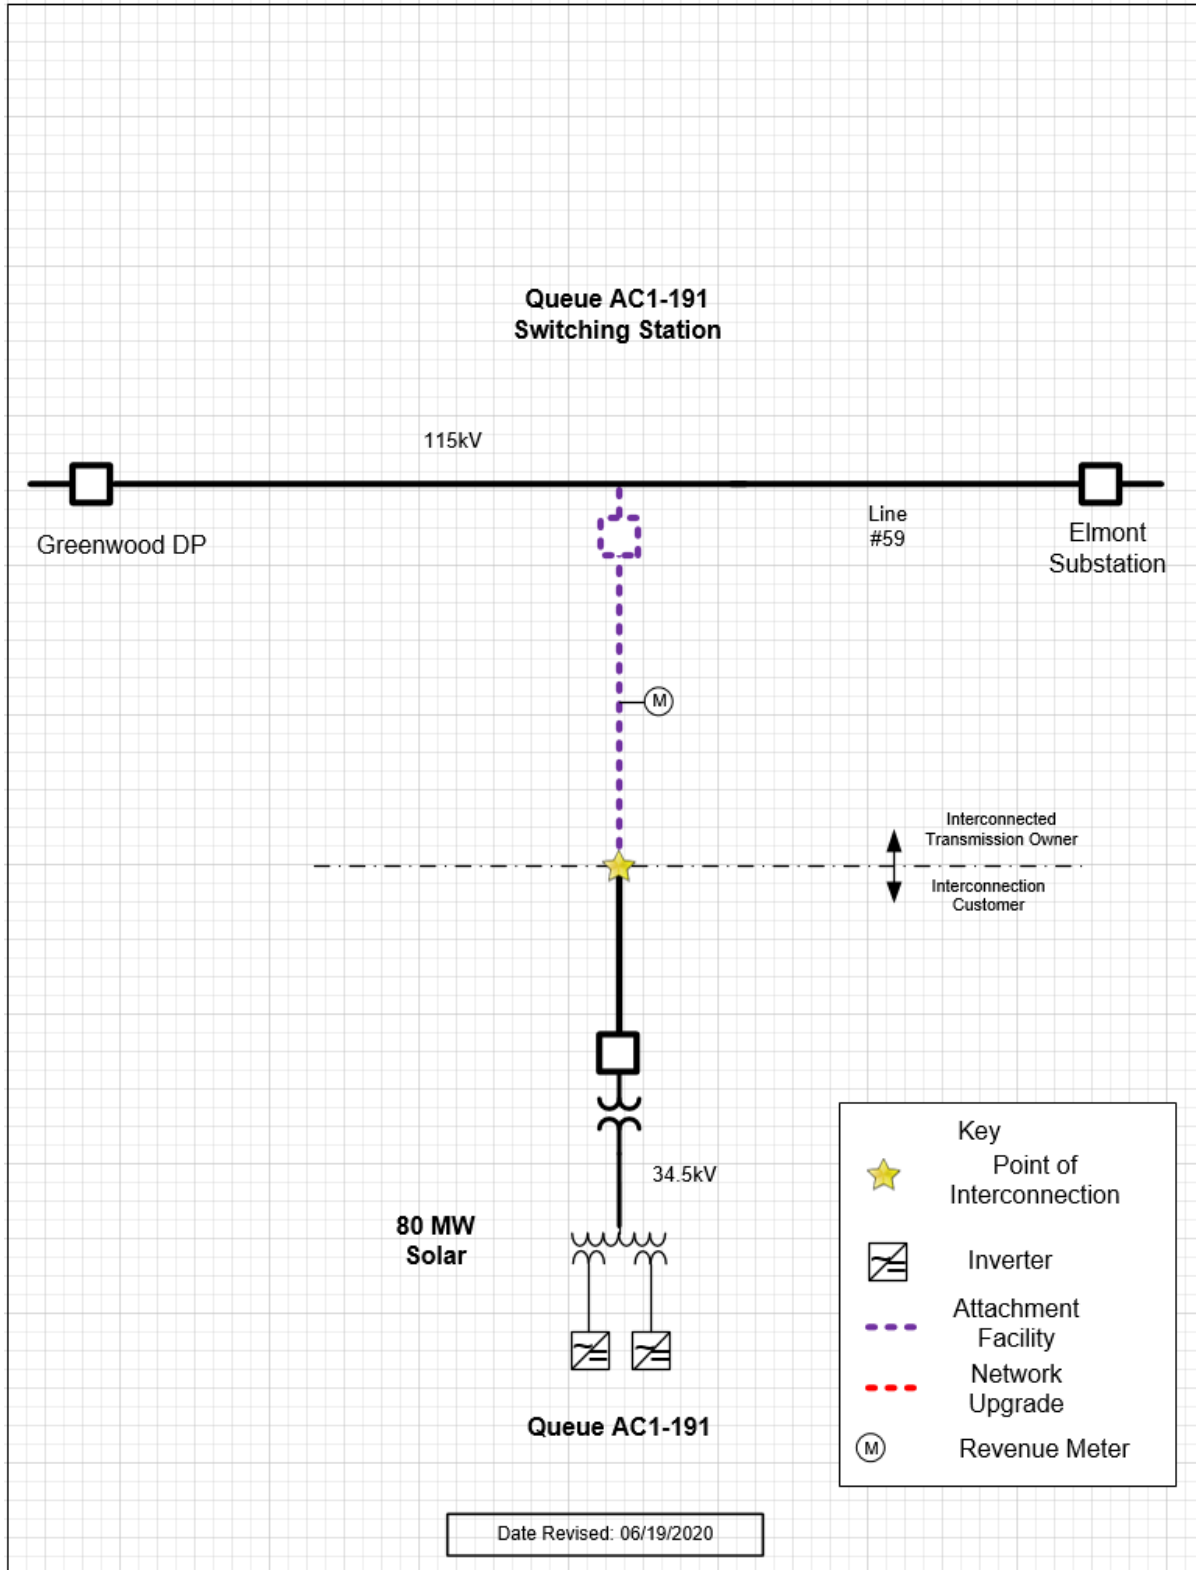 Queue AC1-191
Switching Station
115kV
Greenwood DP
Line
#59
Elmont
Substation
M
Interconnected
Transmission Owner
Interconnection
Customer
34.5kV
80 MW
Solar
Queue AC1-191
Key
Point of
Interconnection
Inverter
Attachment
Facility
Network
Upgrade
M
Revenue Meter
Date Revised: 06/19/2020